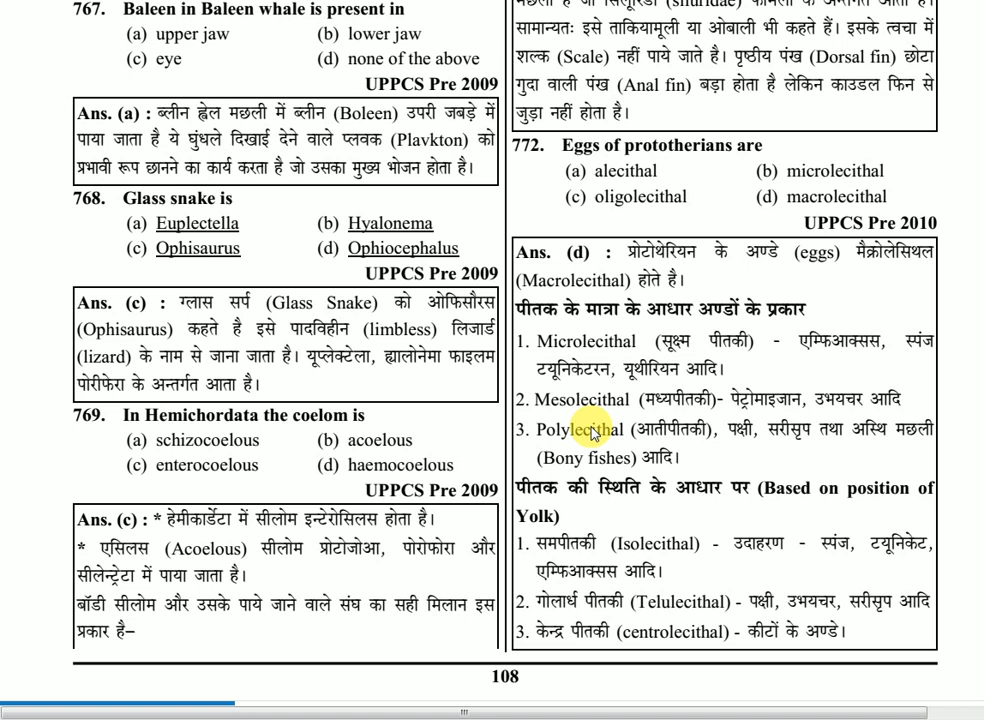 767. Baleen in Baleen whale is present in
(a) upper jaw (b) lower jaw
(c) eye (d) none of the above
UPPCS Pre 2009
Ans. (a) : ब्लीन ह्वेल मछली में ब्लीन (Boleen) उपरी जबड़े में
पाया जाता है ये घुंघले दिखाई देने वाले प्लवक (Plavkton) को
प्रभावी रूप छानने का कार्य करता है जो उसका मुख्य भोजन होता है।
768. Glass snake is
(a) Euplectella (b) Hyalonema
(c) Ophisaurus (d) Ophiocephalus
UPPCS Pre 2009
Ans. (c) : ग्लास सर्प (Glass Snake) को ओफिसौरस
(Ophisaurus) कहते है इसे पादविहीन (limbless) लिजार्ड
(lizard) के नाम से जाना जाता है। यूप्लेक्टेला, ह्यालोनेमा फाइलम
पोरीफेरा के अन्तर्गत आता है।
769. In Hemichordata the coelom is
(a) schizocoelous (b) acoelous
(c) enterocoelous (d) haemocoelous
UPPCS Pre 2009
Ans. (c) : * हेमीकार्डेटा में सीलोम इन्टेरोसिलस होता है।
* एसिलस (Acoelous) सीलोम प्रोटोजोआ, पोरोफोरा और
सीलेन्ट्रेटा में पाया जाता है।
बॉडी सीलोम और उसके पाये जाने वाले संघ का सही मिलान इस
प्रकार है–
मछली है जो सिलूरिडी (siluridae) फैमिली के अन्तर्गत आता है।
सामान्यतः इसे ताकियामूली या ओबाली भी कहते हैं। इसके त्वचा में
शल्क (Scale) नहीं पाये जाते है। पृष्ठीय पंख (Dorsal fin) छोटा
गुदा वाली पंख (Anal fin) बड़ा होता है लेकिन काउडल फिन से
जुड़ा नहीं होता है।
772. Eggs of prototherians are
(a) alecithal (b) microlecithal
(c) oligolecithal (d) macrolecithal
UPPCS Pre 2010
Ans. (d) : प्रोटोथेरियन के अण्डे (eggs) मैक्रोलेसिथल
(Macrolecithal) होते है।
पीतक के मात्रा के आधार अण्डों के प्रकार
1. Microlecithal (सूक्ष्म पीतकी) - एम्फिआक्सस, स्पंज
टयूनिकेटरन, यूथीरियन आदि।
2. Mesolecithal (मध्यपीतकी)- पेट्रोमाइजान, उभयचर आदि
3. Polylecithal (आतीपीतकी), पक्षी, सरीसृप तथा अस्थि मछली
(Bony fishes) आदि।
पीतक की स्थिति के आधार पर (Based on position of
Yolk)
1. समपीतकी (Isolecithal) - उदाहरण - स्पंज, टयूनिकेट,
एम्फिआक्सस आदि।
2. गोलार्ध पीतकी (Telulecithal) - पक्षी, उभयचर, सरीसृप आदि
3. केन्द्र पीतकी (centrolecithal) - कीटों के अण्डे।
108